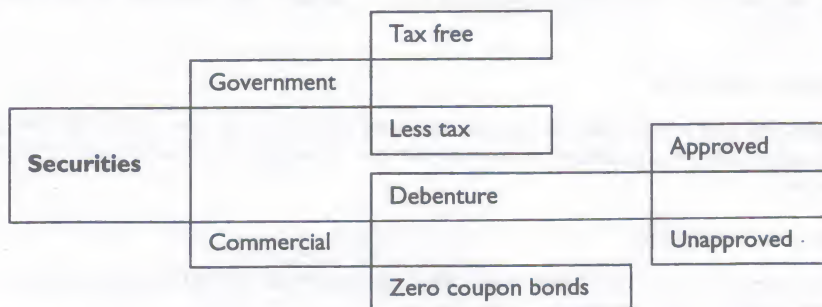 Tax free
Government
Less tax
Approved
Securities
Debenture
Commercial
Unapproved
Zero coupon bonds